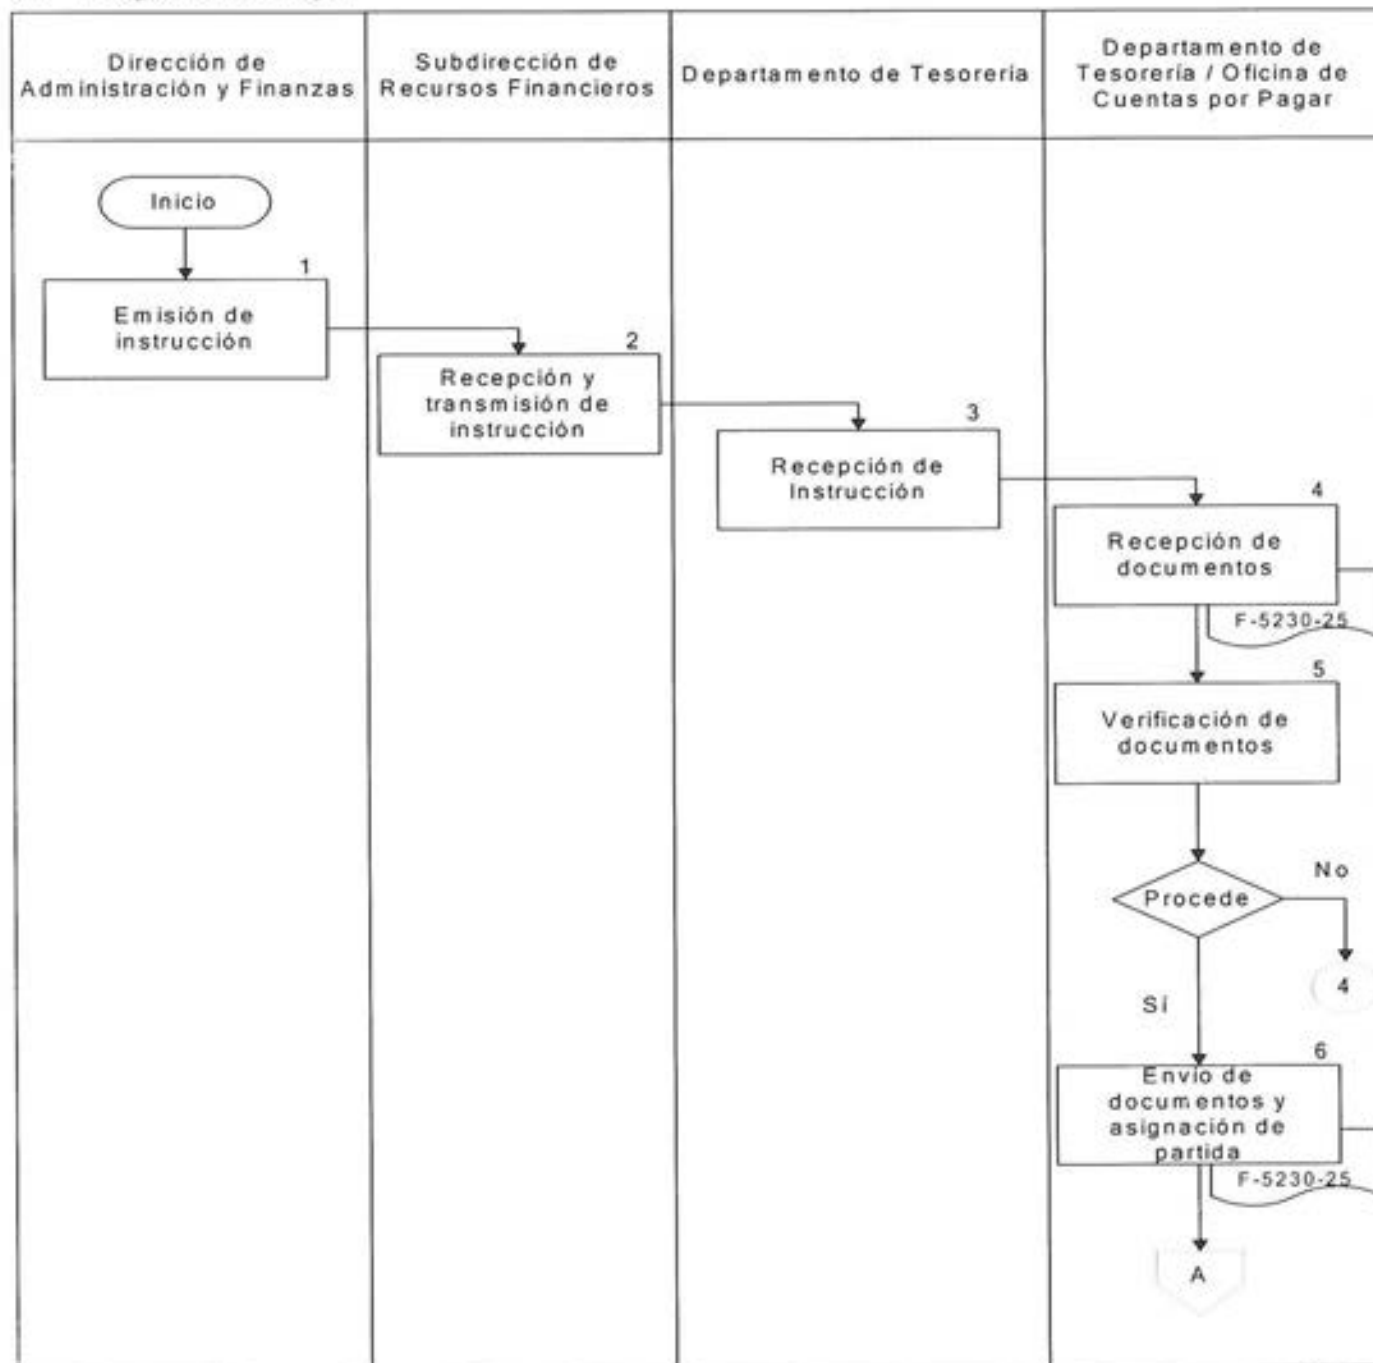 Dirección de
Administración y Finanzas
Subdirección de
Recursos Financieros
Departamento de Tesorería
Departamento de
Tesorería / Oficina de
Cuentas por Pagar
Inicio
1
Emisión de
instrucción
2
Recepción y
transmisión de
instrucción
3
Recepción de
Instrucción
4
Recepción de
documentos
F-5230-25
5
Verificación de
documentos
Procede
No
4
Sí
6
Envío de
documentos y
asignación de
partida
F-5230-25
A